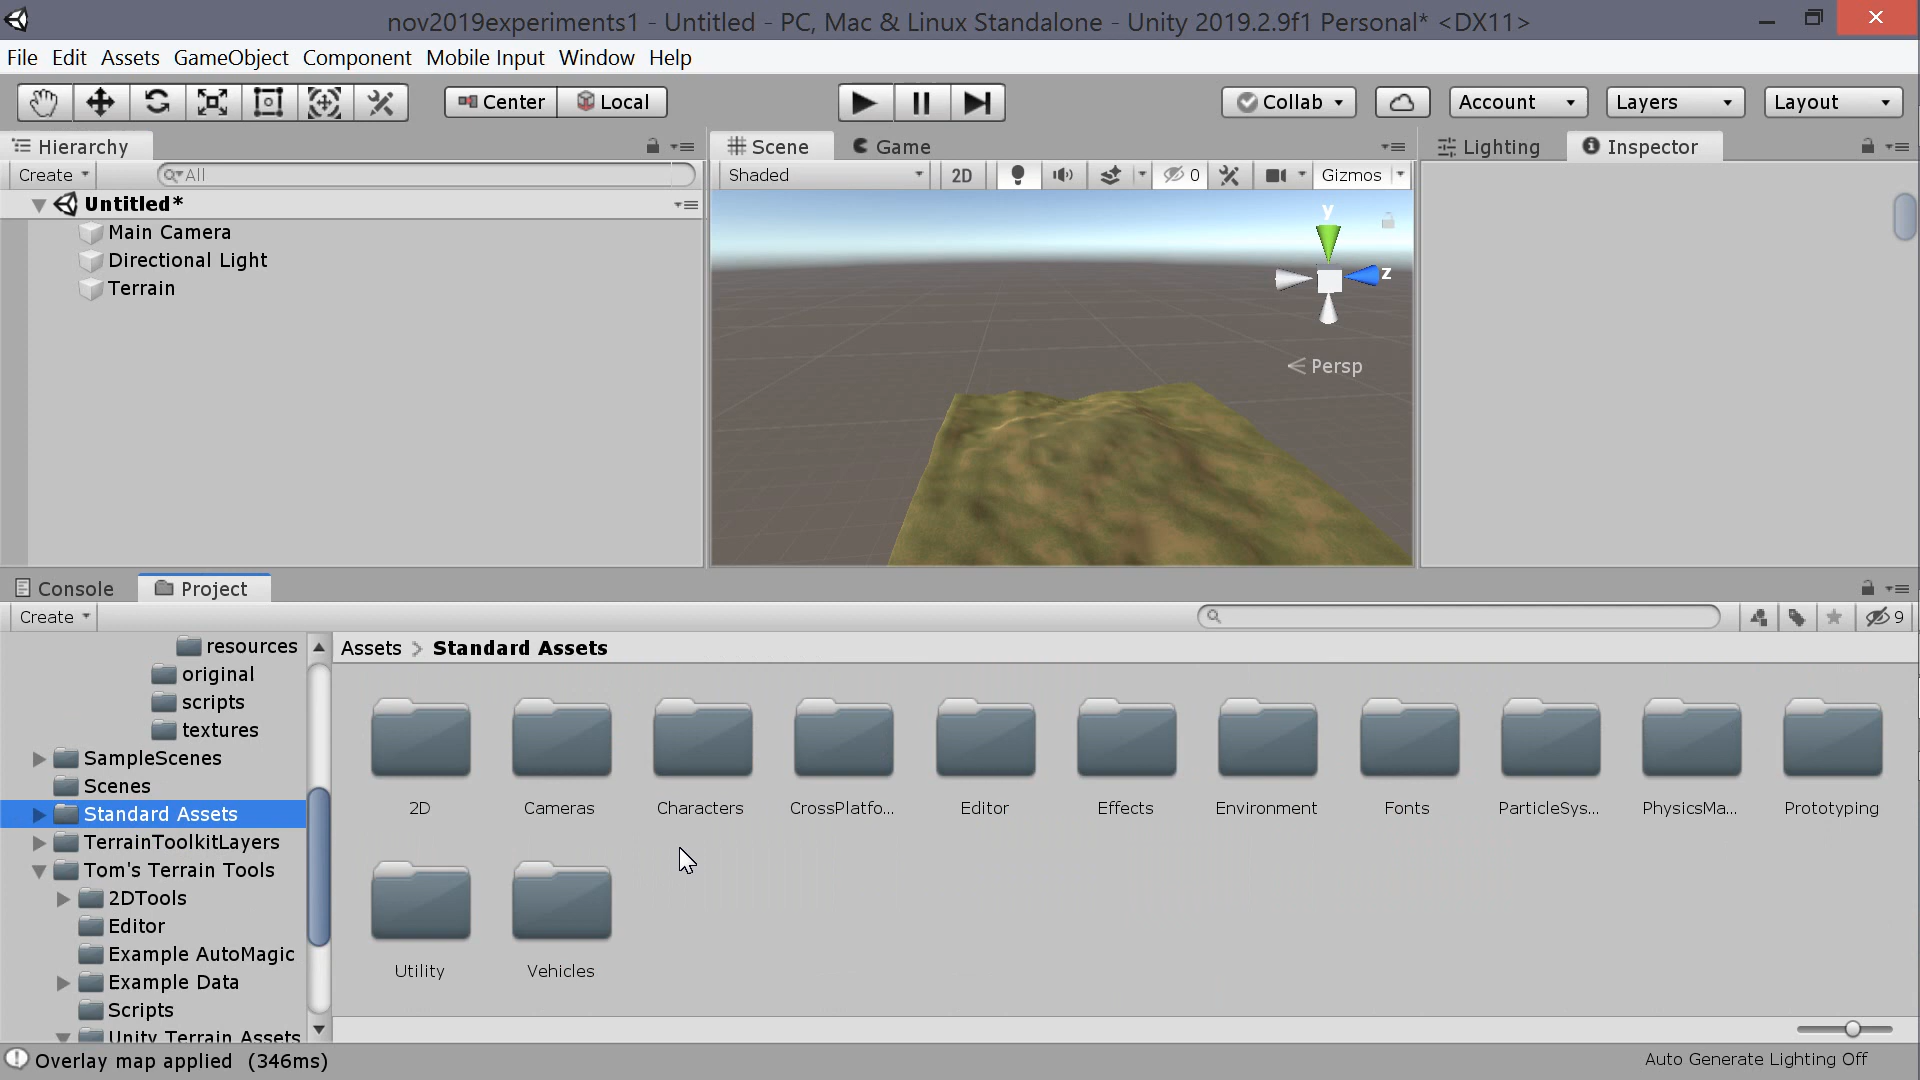 nov2019experiments1 - Untitled - PC, Mac & Linux Standalone - Unity 2019.2.9f1 Personal* <DX11>
File Edit Assets GameObject Component Mobile Input Window Help
Center Local Collab Account Layers Layout
Hierarchy
Create All
Untitled*
Main Camera
Directional Light
Terrain
Scene Game
Shaded 2D 0 Gizmos
y
z
Persp
Lighting Inspector
Console Project
Create 9
resources
original
scripts
textures
SampleScenes
Scenes
Standard Assets
TerrainToolkitLayers
Tom's Terrain Tools
2DTools
Editor
Example AutoMagic
Example Data
Scripts
Unity Terrain Assets
Assets > Standard Assets
2D Cameras Characters CrossPlatfo... Editor Effects Environment Fonts ParticleSys... PhysicsMa... Prototyping
Utility Vehicles
Overlay map applied (346ms)
Auto Generate Lighting Off